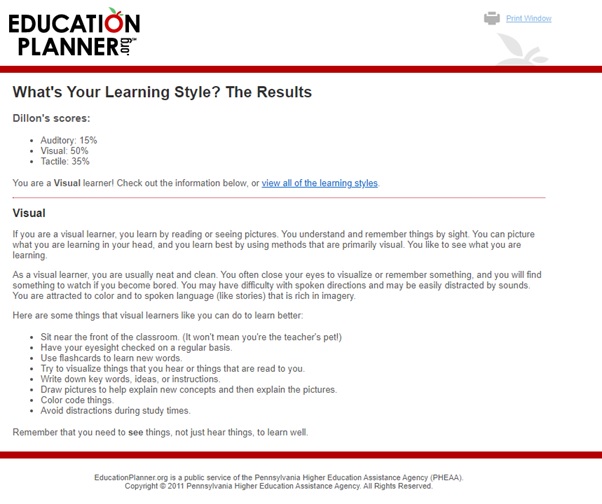 EDUCATION
PLANNER.org™
Print Window
What's Your Learning Style? The Results
Dillon's scores:
• Auditory: 15%
• Visual: 50%
• Tactile: 35%
You are a Visual learner! Check out the information below, or view all of the learning styles.
Visual
If you are a visual learner, you learn by reading or seeing pictures. You understand and remember things by sight. You can picture
what you are learning in your head, and you learn best by using methods that are primarily visual. You like to see what you are
learning.
As a visual learner, you are usually neat and clean. You often close your eyes to visualize or remember something, and you will find
something to watch if you become bored. You may have difficulty with spoken directions and may be easily distracted by sounds.
You are attracted to color and to spoken language (like stories) that is rich in imagery.
Here are some things that visual learners like you can do to learn better:
• Sit near the front of the classroom. (It won't mean you're the teacher's pet!)
• Have your eyesight checked on a regular basis.
• Use flashcards to learn new words.
• Try to visualize things that you hear or things that are read to you.
• Write down key words, ideas, or instructions.
• Draw pictures to help explain new concepts and then explain the pictures.
• Color code things.
• Avoid distractions during study times.
Remember that you need to see things, not just hear things, to learn well.
EducationPlanner.org is a public service of the Pennsylvania Higher Education Assistance Agency (PHEAA).
Copyright © 2011 Pennsylvania Higher Education Assistance Agency. All Rights Reserved.